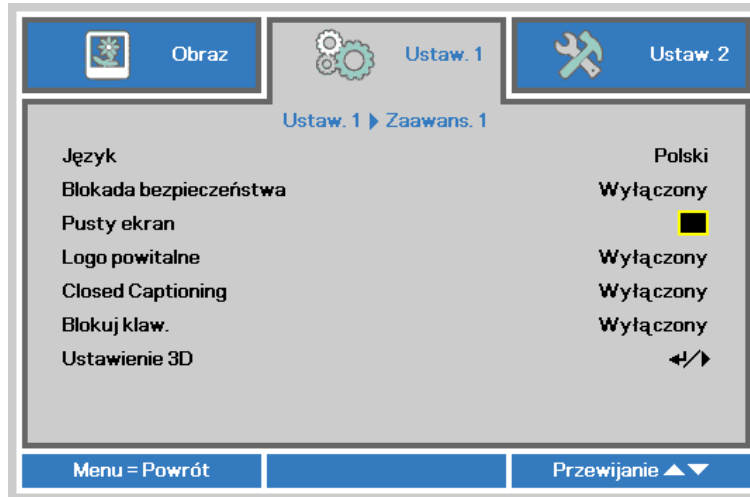 Obraz Ustaw. 1 Ustaw. 2
Ustaw. 1 Zaawans. 1
Język Polski
Blokada bezpieczeństwa Wyłączony
Pusty ekran
Logo powitalne Wyłączony
Closed Captioning Wyłączony
Blokuj klaw. Wyłączony
Ustawienie 3D
Menu = Powrót Przewijanie